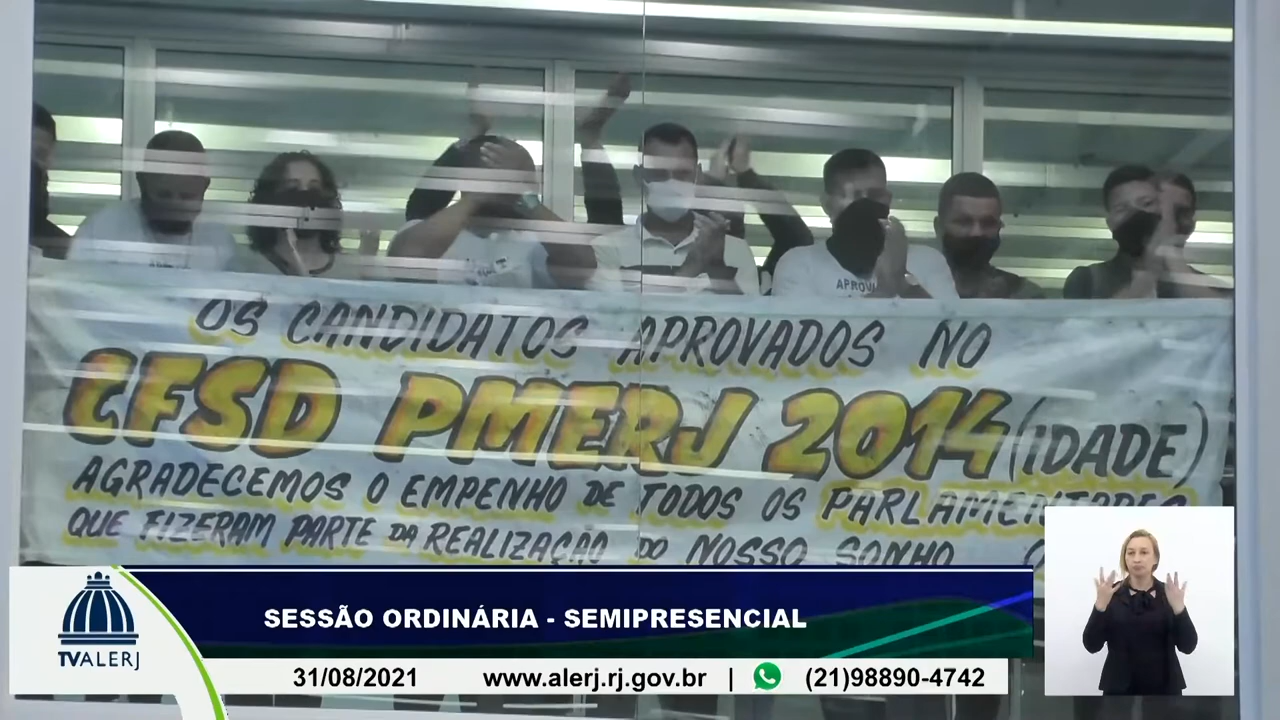 APROV
OS CANDIDATOS APROVADOS NO
CFSD PMERJ 2014 (IDADE)
AGRADECEMOS O EMPENHO DE TODOS OS PARLAMENTARES
QUE FIZERAM PARTE DA REALIZAÇÃO DO NOSSO SONHO
SESSÃO ORDINÁRIA - SEMIPRESENCIAL
TVALERJ
31/08/2021 www.alerj.rj.gov.br | (21)98890-4742